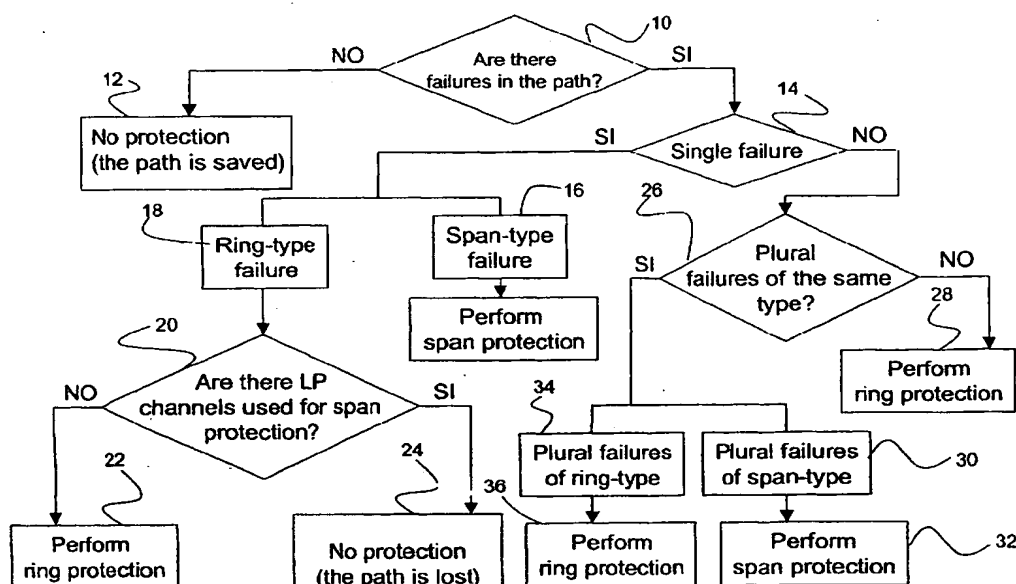 10
Are there
failures in the path?
NO
SI
12
No protection
(the path is saved)
14
Single failure
SI
NO
18
Ring-type
failure
16
Span-type
failure
Perform
span protection
26
Plural
failures of the same
type?
SI
NO
28
Perform
ring protection
20
Are there LP
channels used for span
protection?
NO
SI
22
Perform
ring protection
24
No protection
(the path is lost)
34
Plural failures
of ring-type
30
Plural failures
of span-type
36
Perform
ring protection
32
Perform
span protection